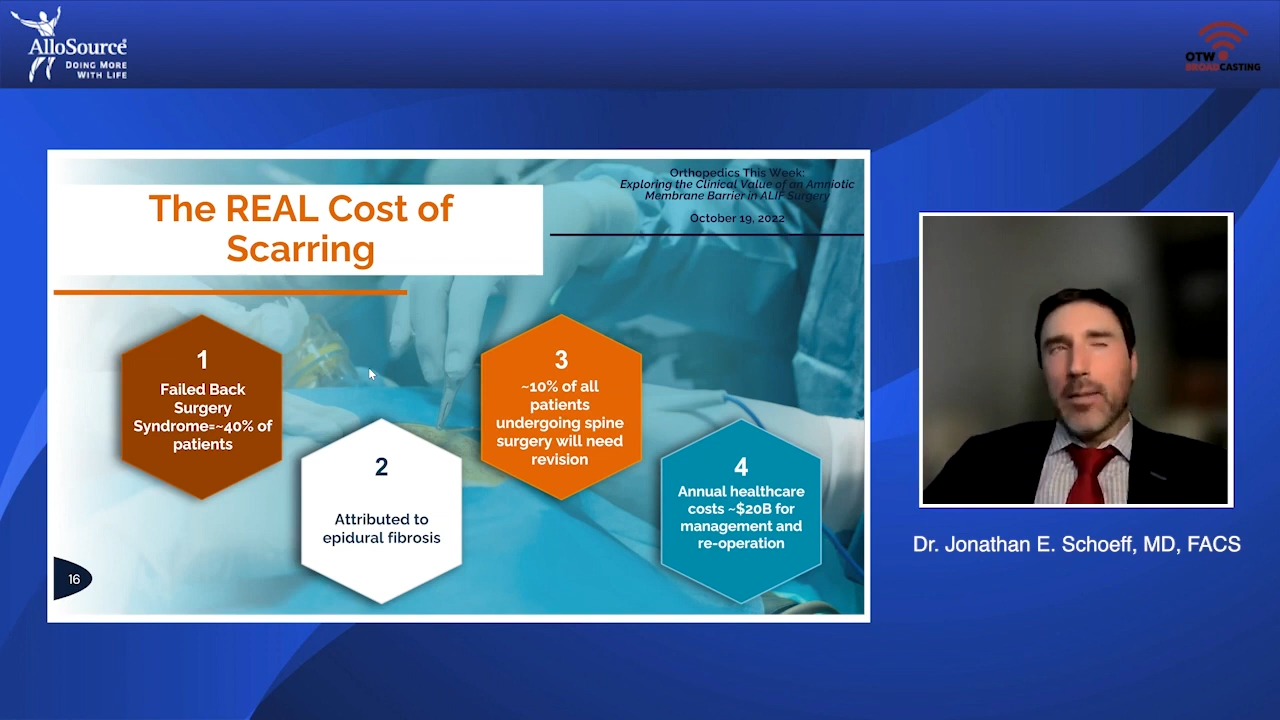 AlloSource®
DOING MORE
WITH LIFE
OTW
BROADCASTING
The REAL Cost of
Scarring
Orthopedics This Week:
Exploring the Clinical Value of an Amniotic
Membrane Barrier in ALIF Surgery
October 19, 2022
1
Failed Back
Surgery
Syndrome=~40% of
patients
2
Attributed to
epidural fibrosis
3
~10% of all
patients
undergoing spine
surgery will need
revision
4
Annual healthcare
costs ~$20B for
management and
re-operation
16
Dr. Jonathan E. Schoeff, MD, FACS